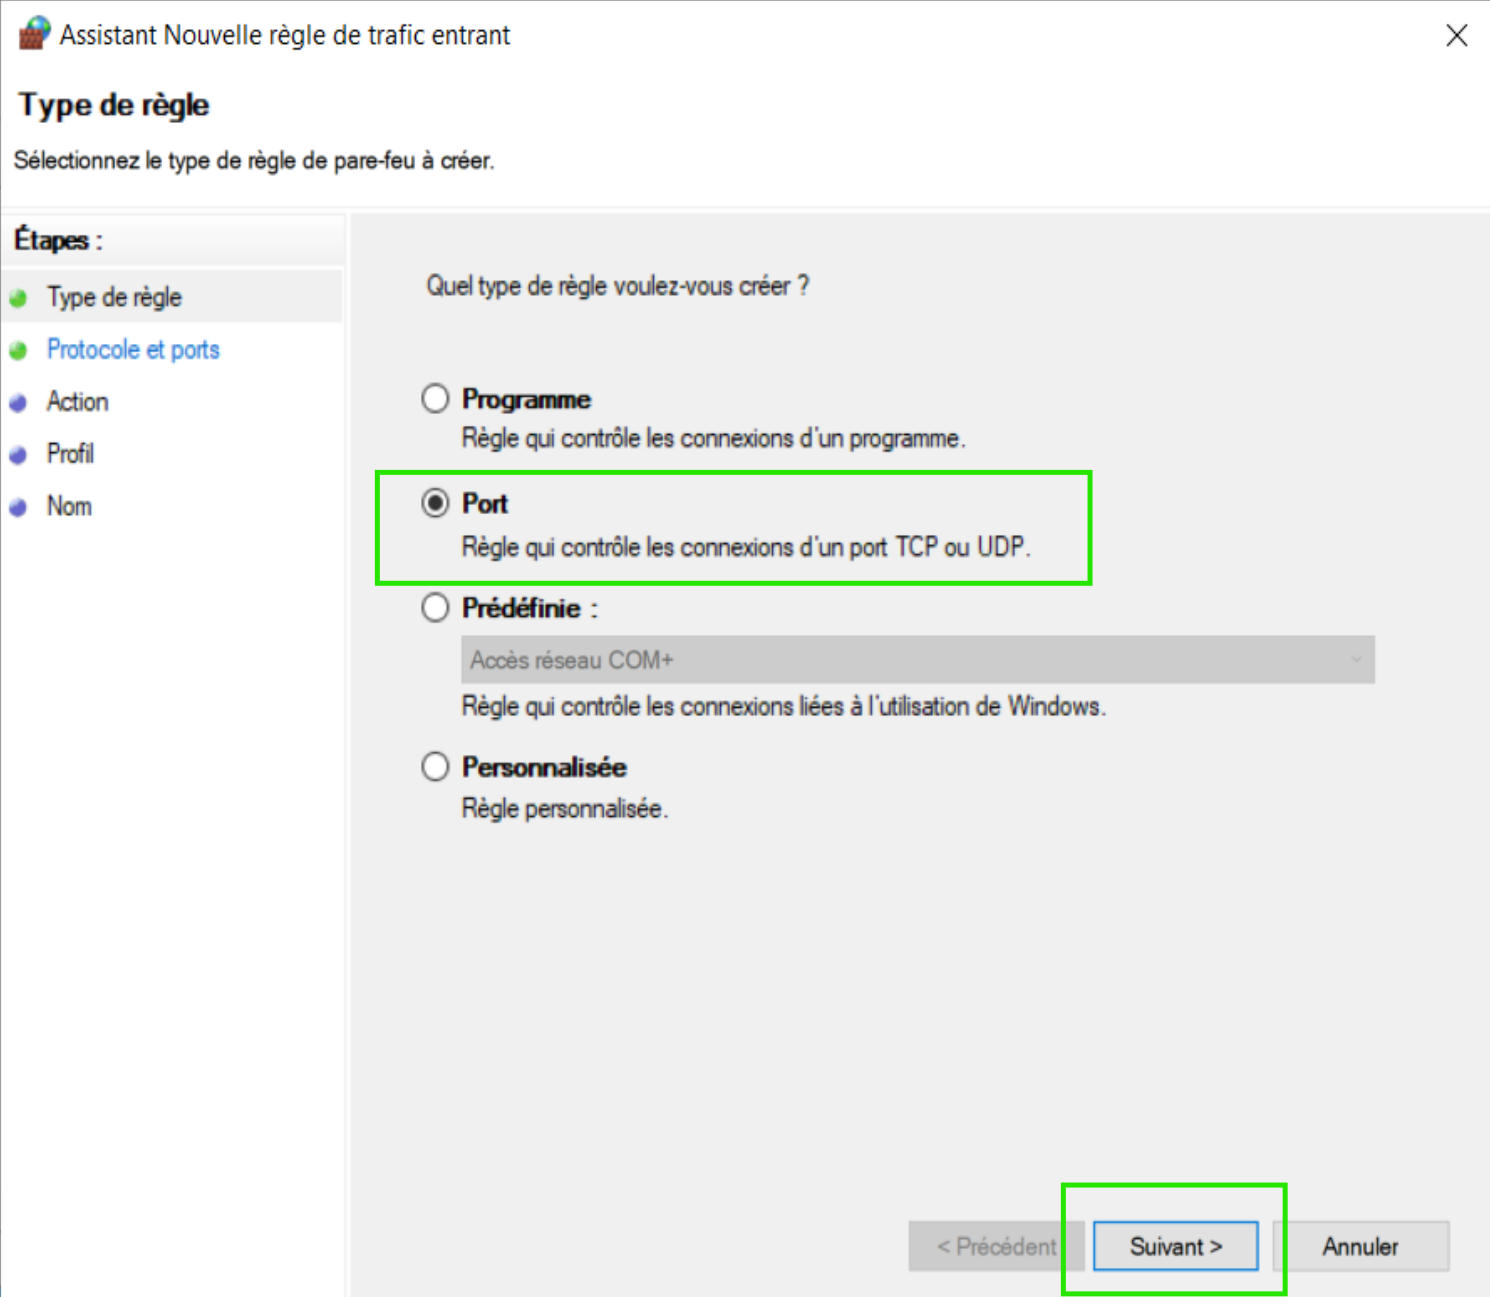 Assistant Nouvelle règle de trafic entrant
Type de règle
Sélectionnez le type de règle de pare-feu à créer.
Étapes :
Type de règle
Protocole et ports
Action
Profil
Nom
Quel type de règle voulez-vous créer ?
Programme
Règle qui contrôle les connexions d'un programme.
Port
Règle qui contrôle les connexions d'un port TCP ou UDP.
Prédéfinie :
Accès réseau COM+
Règle qui contrôle les connexions liées à l'utilisation de Windows.
Personnalisée
Règle personnalisée.
< Précédent
Suivant >
Annuler